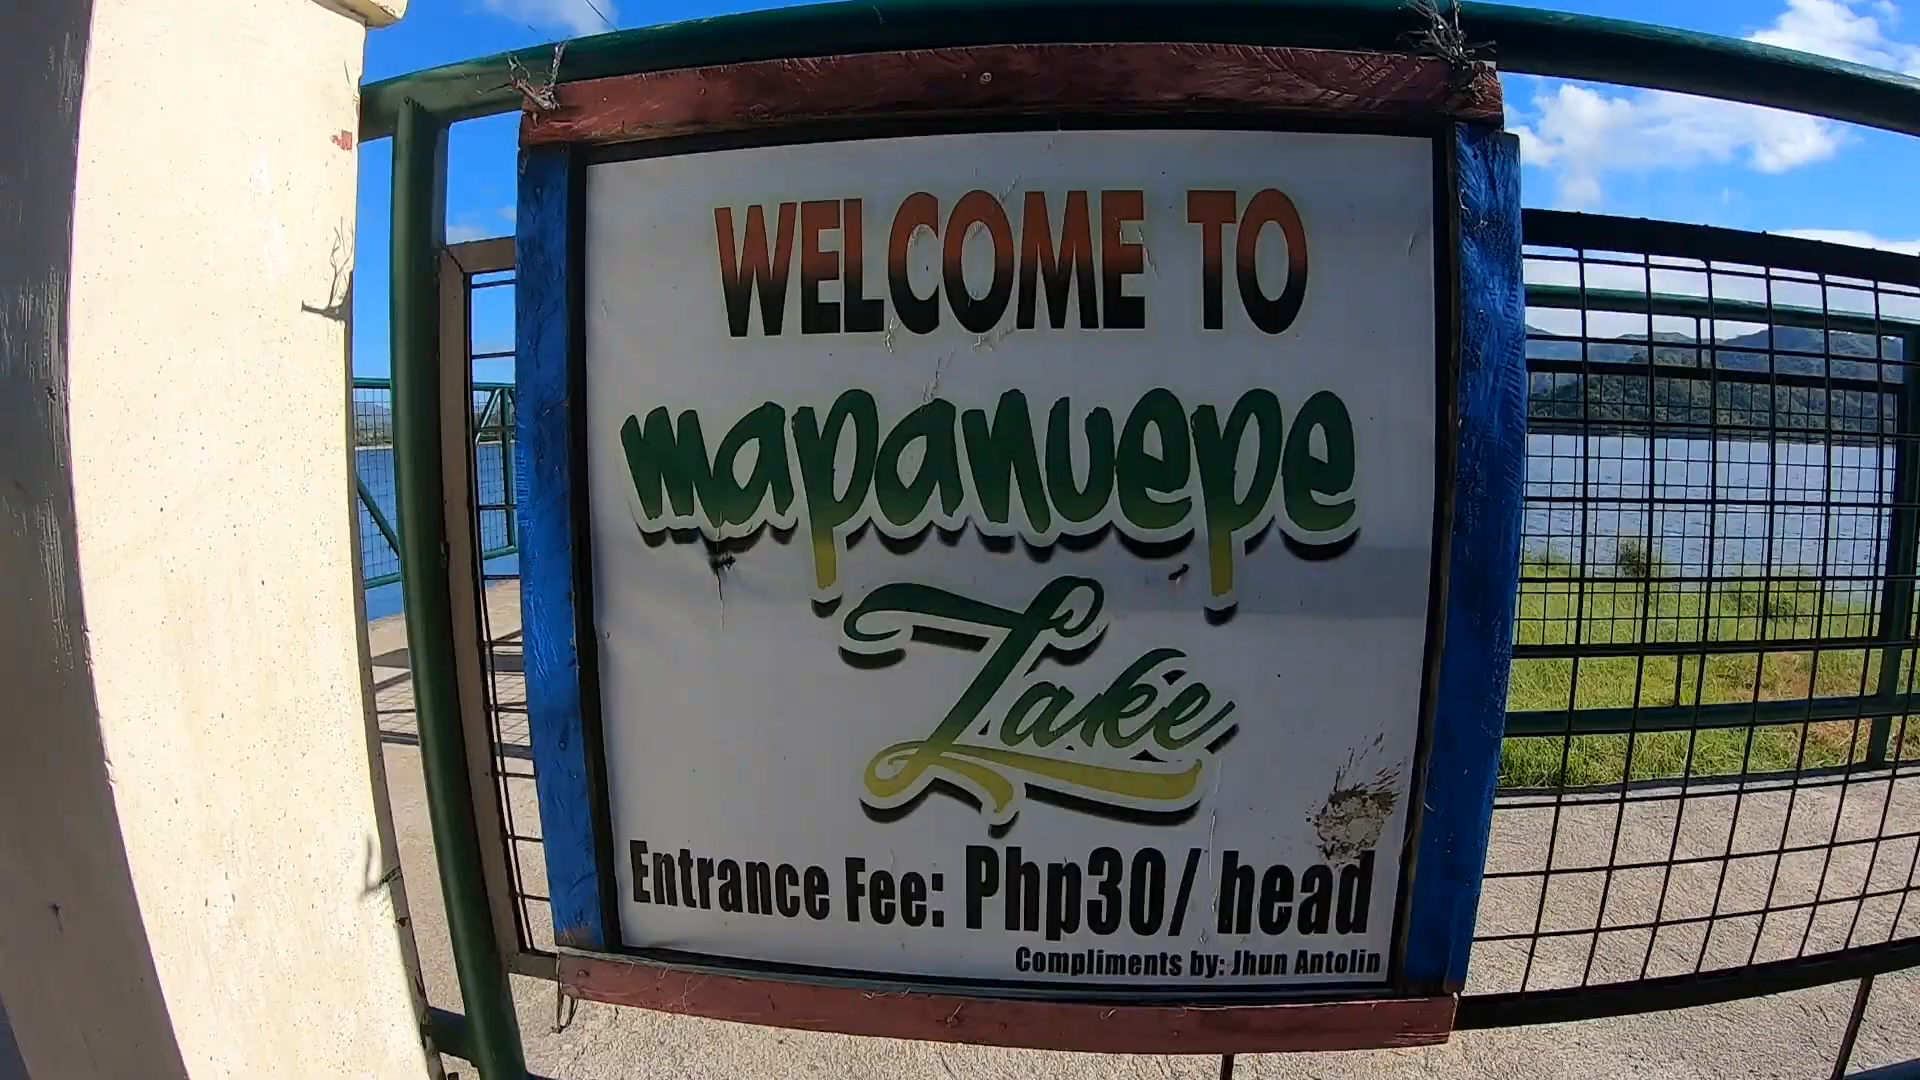 WELCOME TO
mapanuepe
Lake
Entrance Fee: Php30/ head
Compliments by: Jhun Antolin